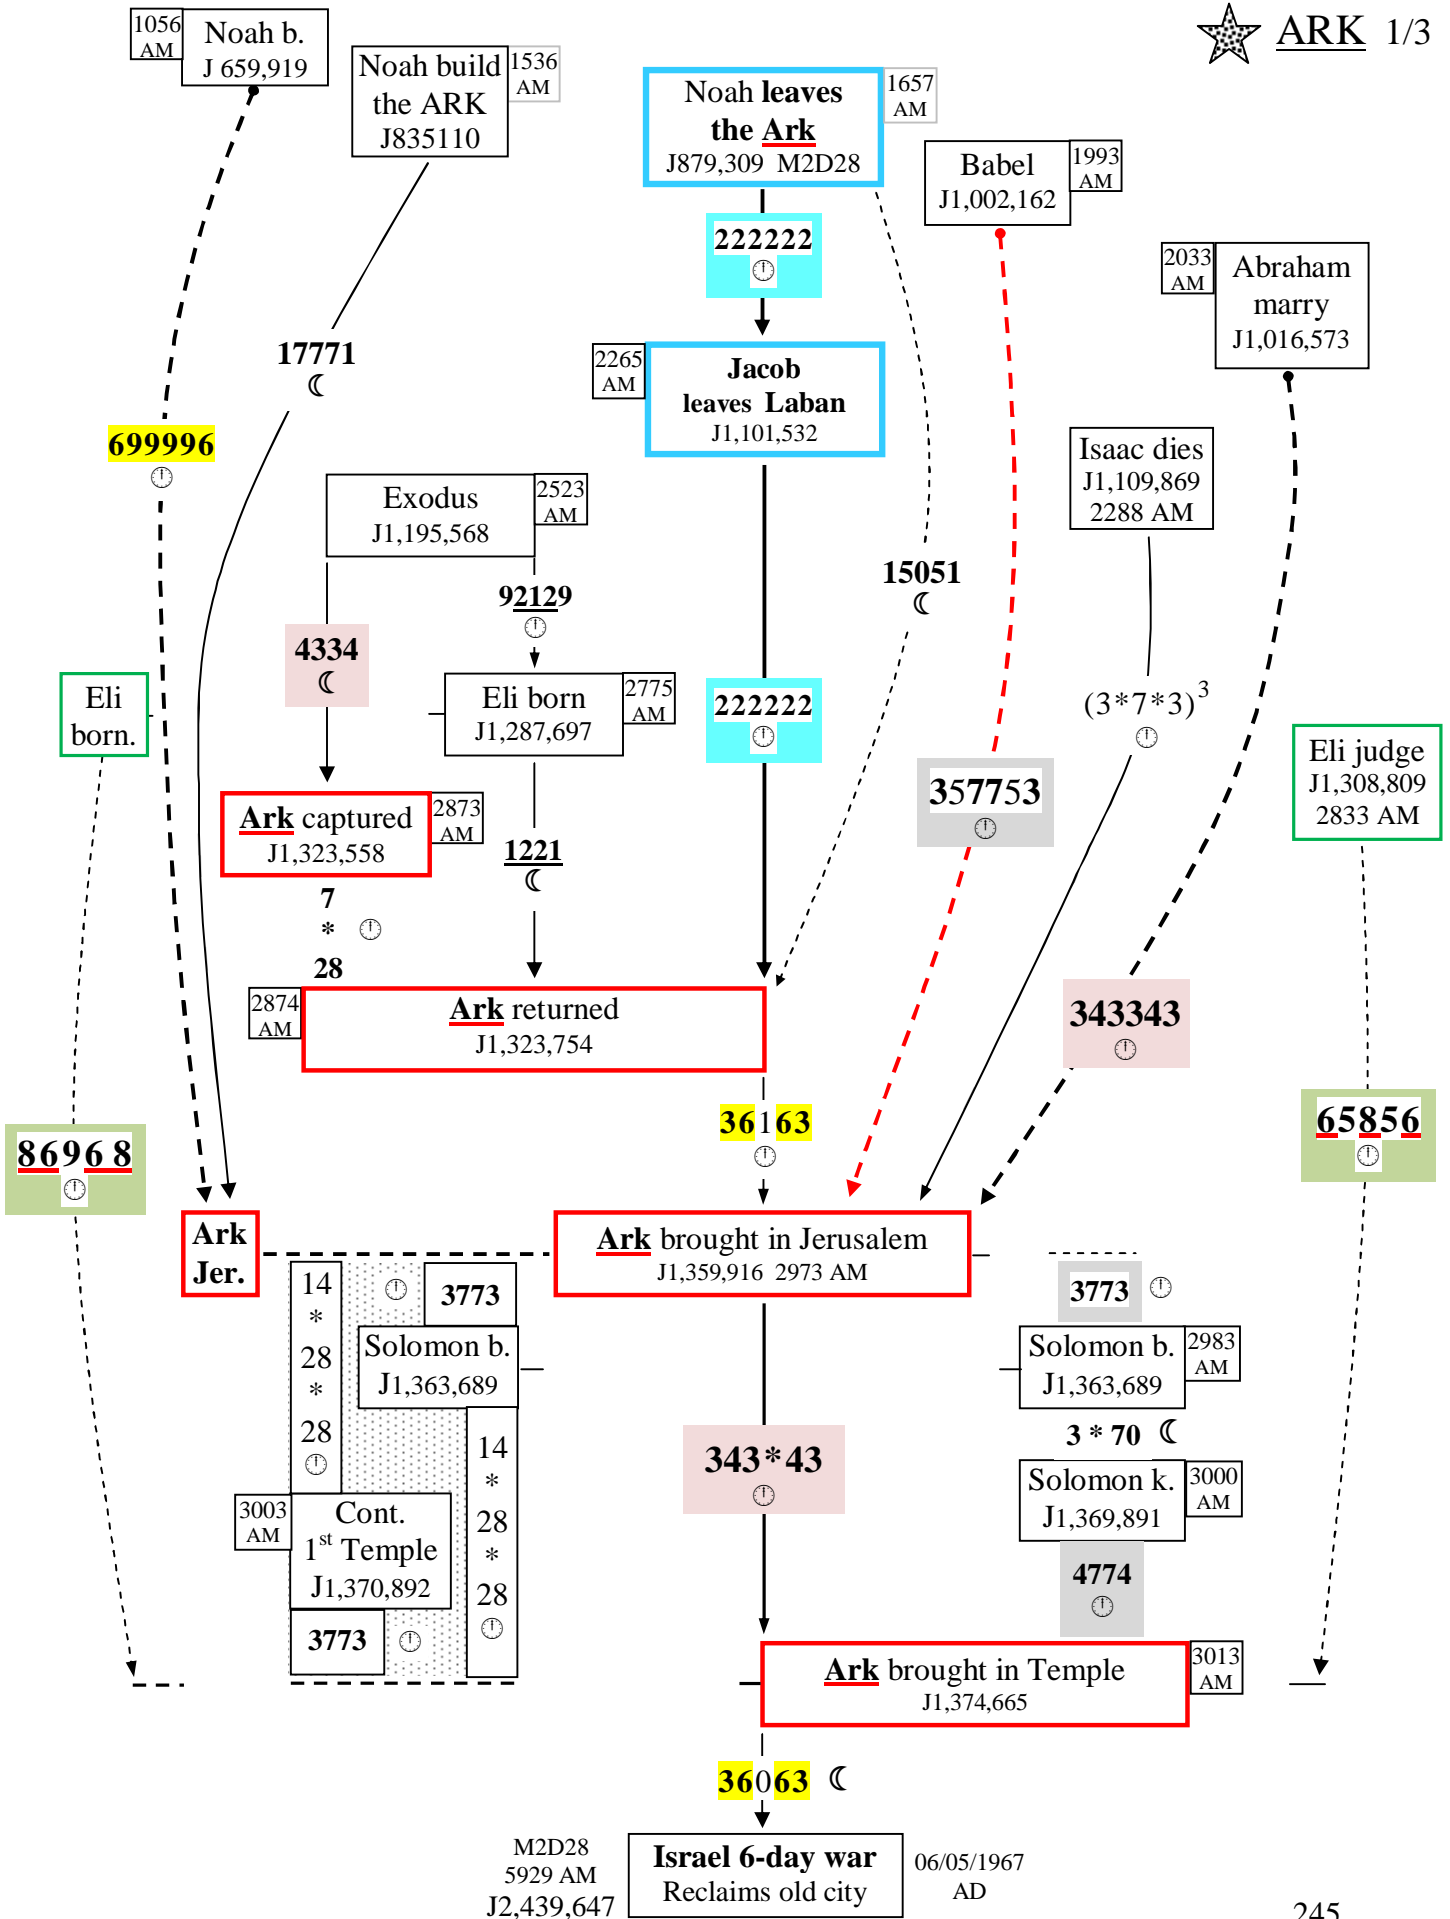 ARK 1/3
1056
AM
Noah b.
J 659,919
Noah build
the ARK
J835110
1536
AM
Noah leaves
the Ark
J879,309 M2D28
1657
AM
Babel
J1,002,162
1993
AM
222222
2033
AM
Abraham
marry
J1,016,573
17771
2265
AM
Jacob
leaves Laban
J1,101,532
699996
Isaac dies
J1,109,869
2288 AM
Exodus
J1,195,568
2523
AM
92129
15051
4334
Eli
born.
Eli born
J1,287,697
2775
AM
222222
(3*7*3)3
Eli judge
J1,308,809
2833 AM
357753
Ark captured
J1,323,558
2873
AM
1221
7
*
28
2874
AM
Ark returned
J1,323,754
343343
36163
86968
65856
Ark
Jer.
Ark brought in Jerusalem
J1,359,916 2973 AM
14
*
28
*
28
3773
Solomon b.
J1,363,689
3773
Solomon b.
J1,363,689
2983
AM
3 * 70
14
*
28
*
28
343*43
Solomon k.
J1,369,891
3000
AM
3003
AM
Cont.
1st Temple
J1,370,892
4774
3773
Ark brought in Temple
J1,374,665
3013
AM
36063
M2D28
5929 AM
J2,439,647
Israel 6-day war
Reclaims old city
06/05/1967
AD
245